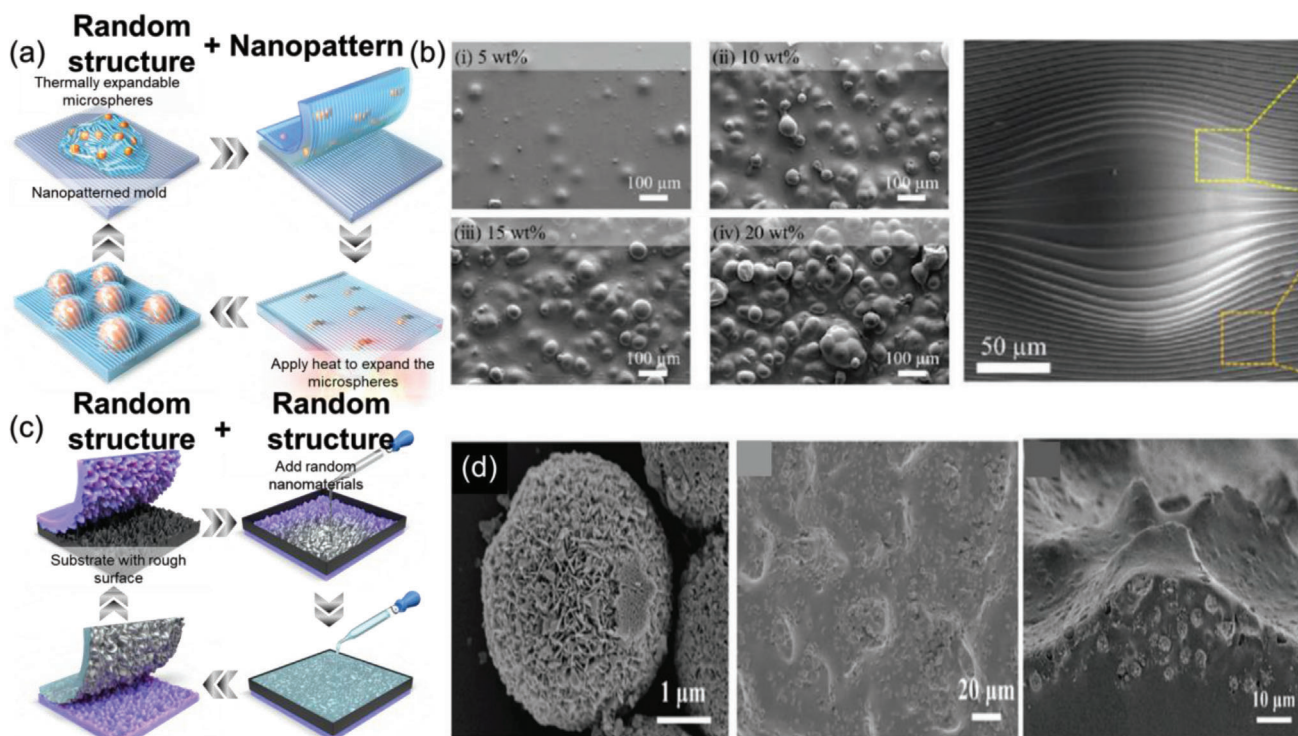 (a)
Random
structure
+ Nanopattern
Thermally expandable
microspheres
Nanopatterned mold
Apply heat to expand the
microspheres
(b)
(i) 5 wt%
100 μm
(ii) 10 wt%
100 μm
(iii) 15 wt%
100 μm
(iv) 20 wt%
100 μm
50 μm
(c)
Random
structure
+
Random
structure
Add random
nanomaterials
Substrate with rough
surface
(d)
1 μm
20 μm
10 μm